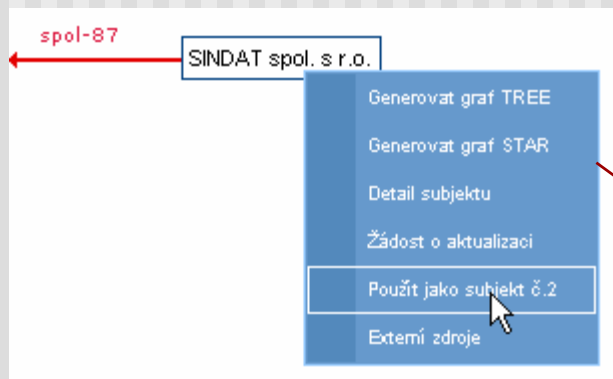 spol-87
SINDAT spol. s r.o.
Generovat graf TREE
Generovat graf STAR
Detail subjektu
Žádost o aktualizaci
Použít jako subjekt č.2
Externí zdroje